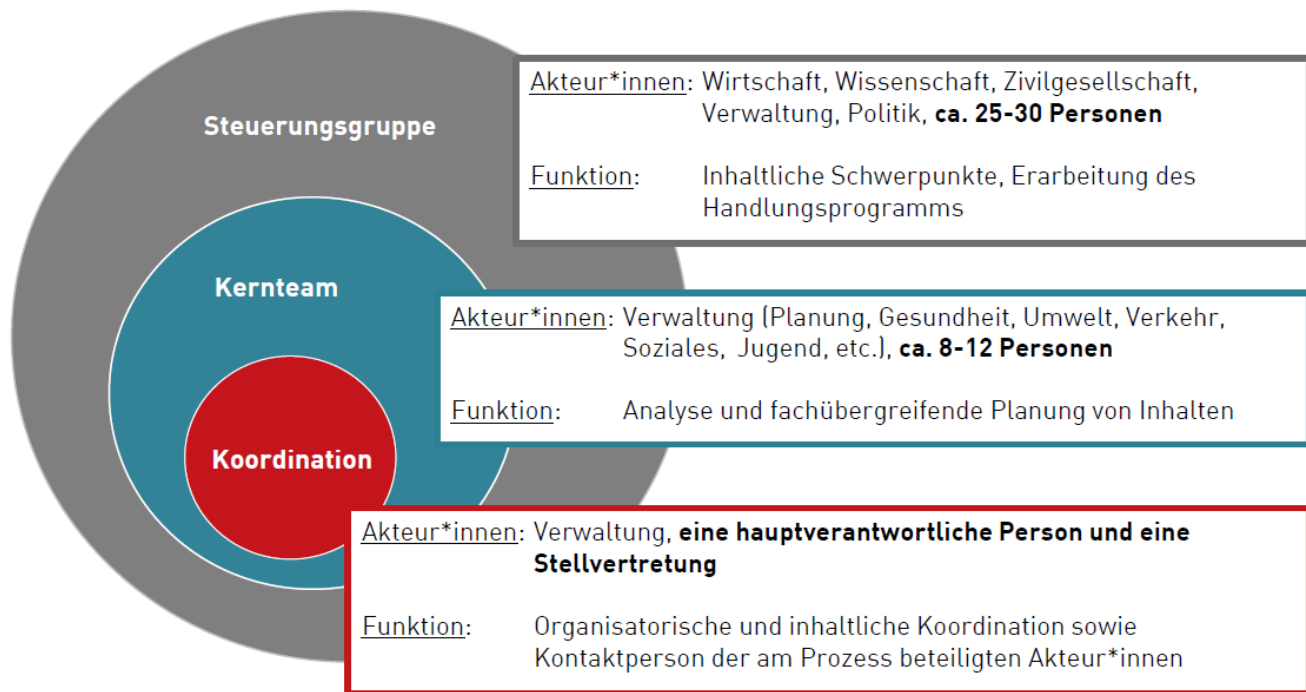 Steuerungsgruppe
Akteur*innen: Wirtschaft, Wissenschaft, Zivilgesellschaft,
Verwaltung, Politik, ca. 25-30 Personen
Funktion: Inhaltliche Schwerpunkte, Erarbeitung des
Handlungsprogramms
Kernteam
Akteur*innen: Verwaltung (Planung, Gesundheit, Umwelt, Verkehr,
Soziales, Jugend, etc.), ca. 8-12 Personen
Funktion: Analyse und fachübergreifende Planung von Inhalten
Koordination
Akteur*innen: Verwaltung, eine hauptverantwortliche Person und eine
Stellvertretung
Funktion: Organisatorische und inhaltliche Koordination sowie
Kontaktperson der am Prozess beteiligten Akteur*innen